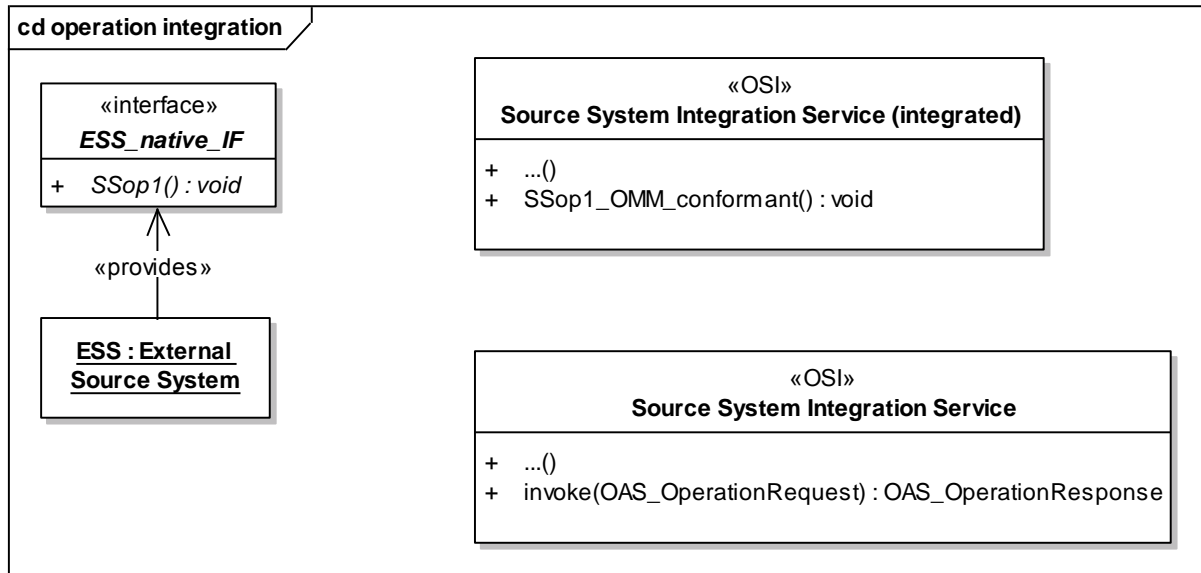 cd operation integration
«interface»
ESS_native_IF
+ SSop1() : void
«provides»
ESS : External
Source System
«OSI»
Source System Integration Service (integrated)
+ ...()
+ SSop1_OMM_conformant() : void
«OSI»
Source System Integration Service
+ ...()
+ invoke(OAS_OperationRequest) : OAS_OperationResponse